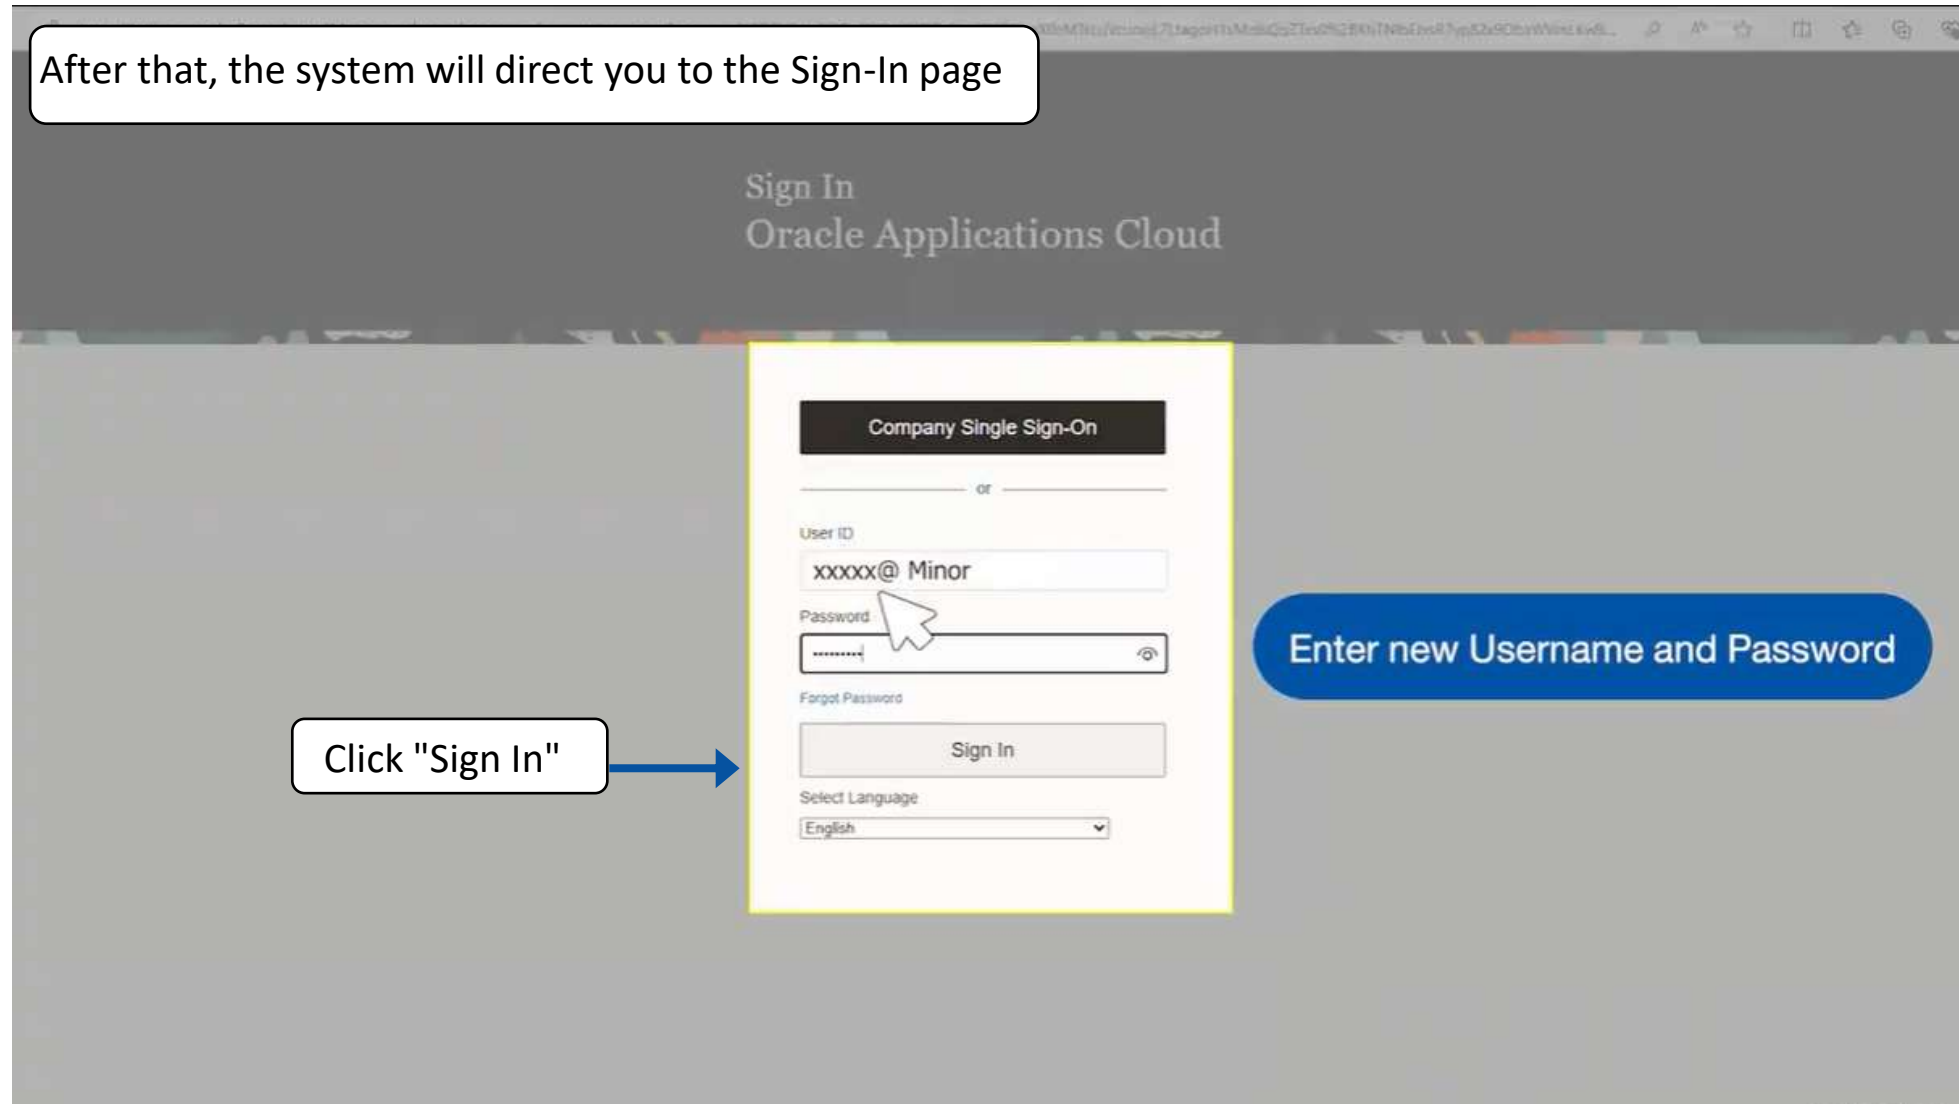 After that, the system will direct you to the Sign-In page
Sign In
Oracle Applications Cloud
Company Single Sign-On
or
User ID
xxxxx@ Minor
Password
Enter new Username and Password
Forgot Password
Click "Sign In"
Sign In
Select Language
English